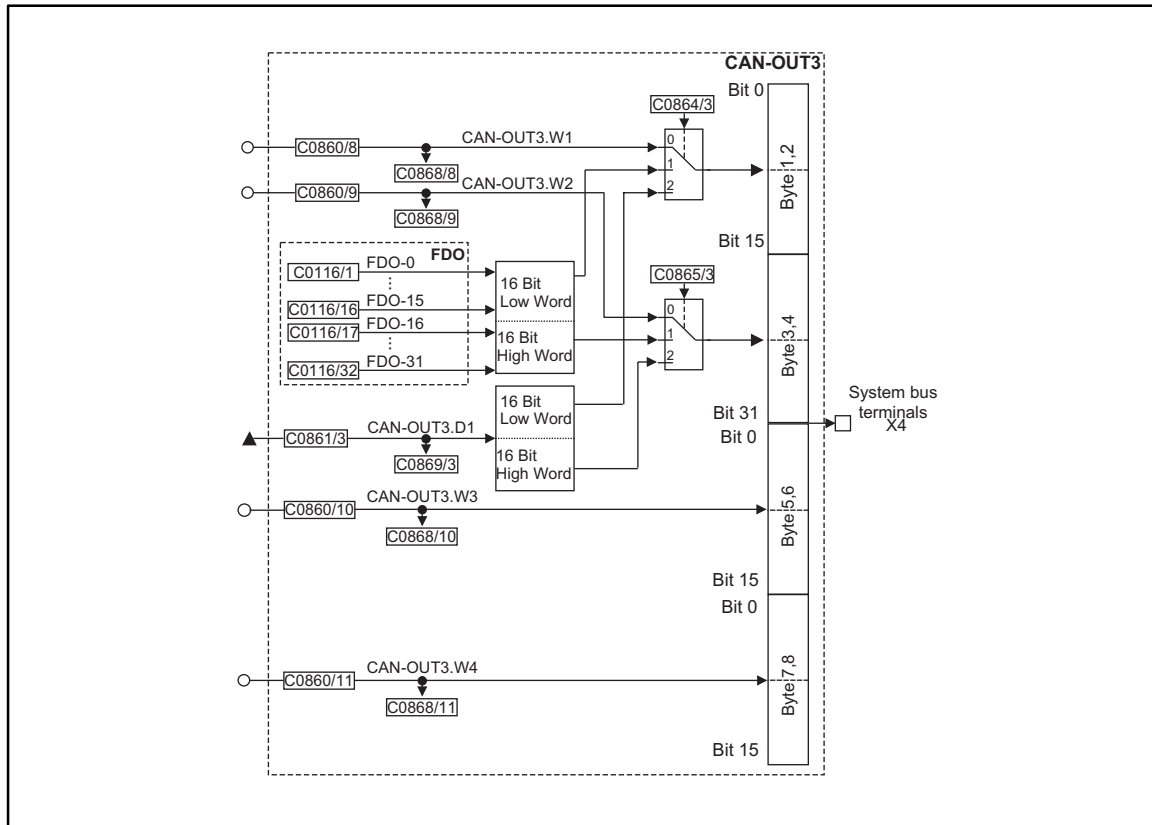 CAN-OUT3
Bit 0
C0864/3
C0860/8
CAN-OUT3.W1
0
1
2
C0868/8
Byte 1,2
C0860/9
CAN-OUT3.W2
C0868/9
Bit 15
FDO
C0865/3
C0116/1
FDO-0
16 Bit
Low Word
C0116/16
FDO-15
0
1
2
C0116/17
FDO-16
16 Bit
High Word
Byte 3,4
C0116/32
FDO-31
System bus
terminals
X4
16 Bit
Low Word
Bit 31
Bit 0
C0861/3
CAN-OUT3.D1
C0869/3
16 Bit
High Word
CAN-OUT3.W3
C0860/10
Byte 5,6
C0868/10
Bit 15
Bit 0
CAN-OUT3.W4
C0860/11
Byte 7,8
C0868/11
Bit 15